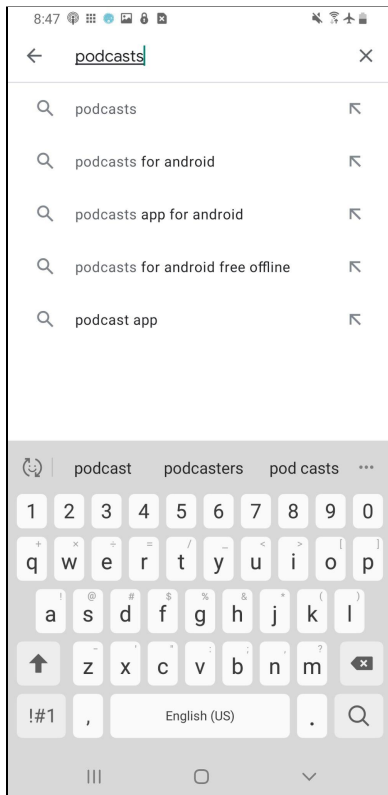 8:47
podcasts
podcasts
podcasts for android
podcasts app for android
podcasts for android free offline
podcast app
podcast podcasters pod casts
1 2 3 4 5 6 7 8 9 0
+ × ÷ = / _ < > [ ]
q w e r t y u i o p
! @ # $ % & * ( )
a s d f g h j k l
- ' " : ; , ?
z x c v b n m
!#1 , English (US) .